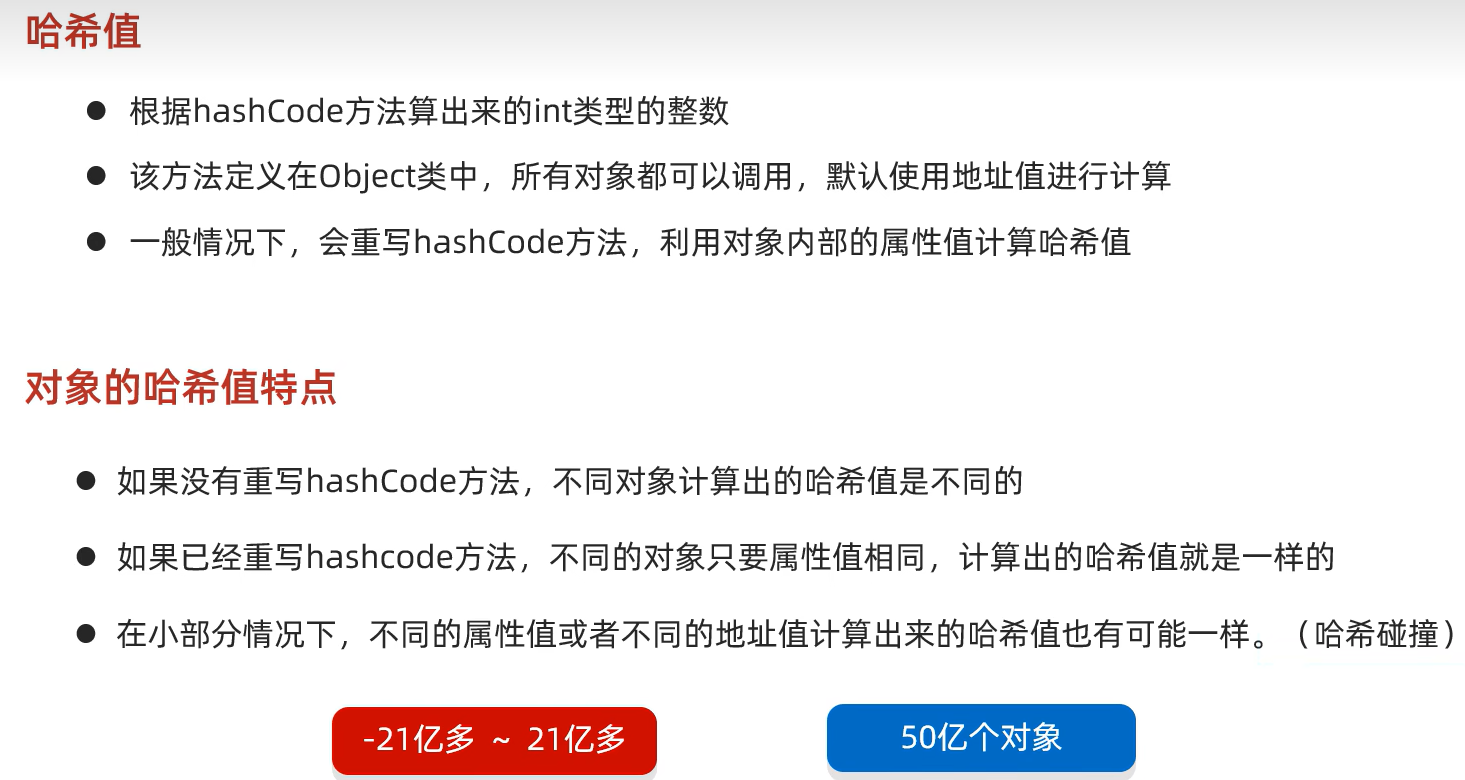 哈希值
● 根据hashCode方法算出来的int类型的整数
● 该方法定义在Object类中，所有对象都可以调用，默认使用地址值进行计算
● 一般情况下，会重写hashCode方法，利用对象内部的属性值计算哈希值
对象的哈希值特点
● 如果没有重写hashCode方法，不同对象计算出的哈希值是不同的
● 如果已经重写hashcode方法，不同的对象只要属性值相同，计算出的哈希值就是一样的
● 在小部分情况下，不同的属性值或者不同的地址值计算出来的哈希值也有可能一样。（哈希碰撞）
-21亿多 ~ 21亿多
50亿个对象